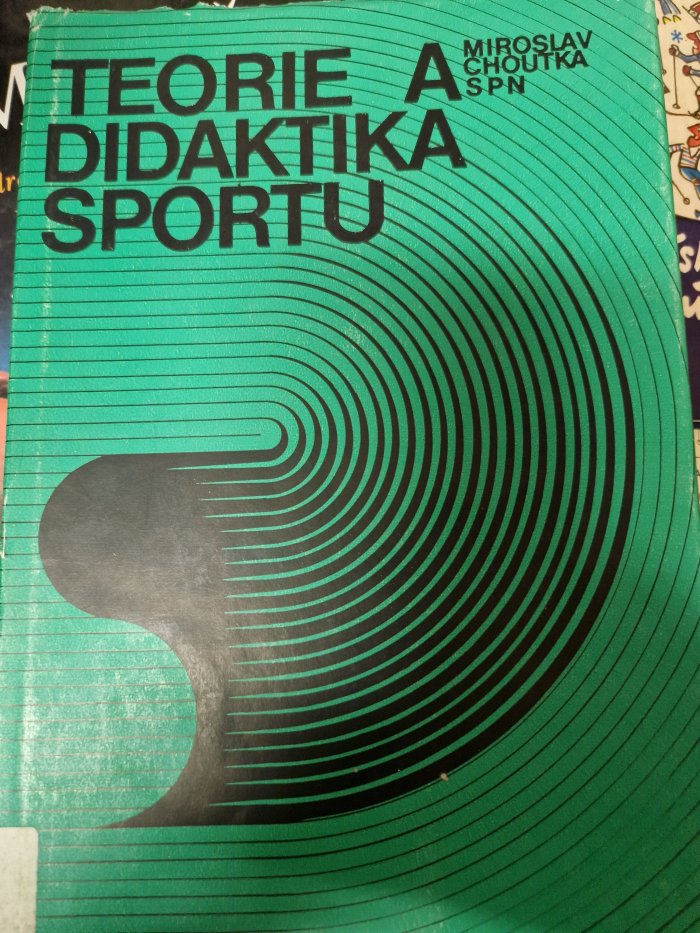 TEORIE A
DIDAKTIKA
SPORTU
MIROSLAV
CHOUTKA
SPN